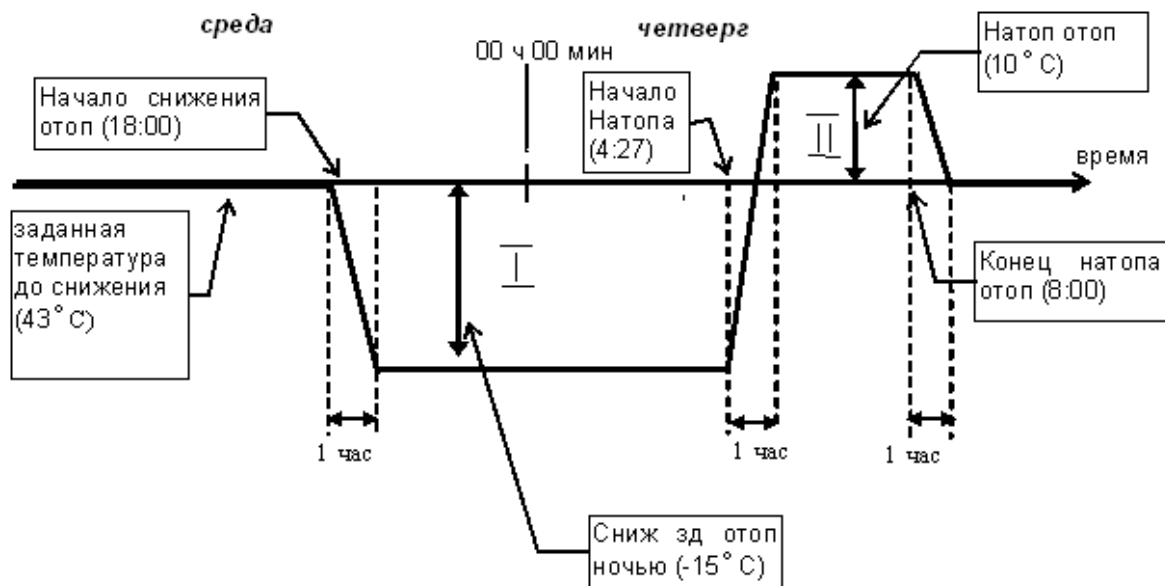 среда
четверг
00 ч 00 мин
Натоп отоп
(10° C)
Начало снижения
отоп (18:00)
Начало
Натопа
(4:27)
II
время
заданная
температура
до снижения
(43° C)
I
Конец натопа
отоп (8:00)
1 час
1 час
1 час
Сниж зд отоп
ночью (-15° C)